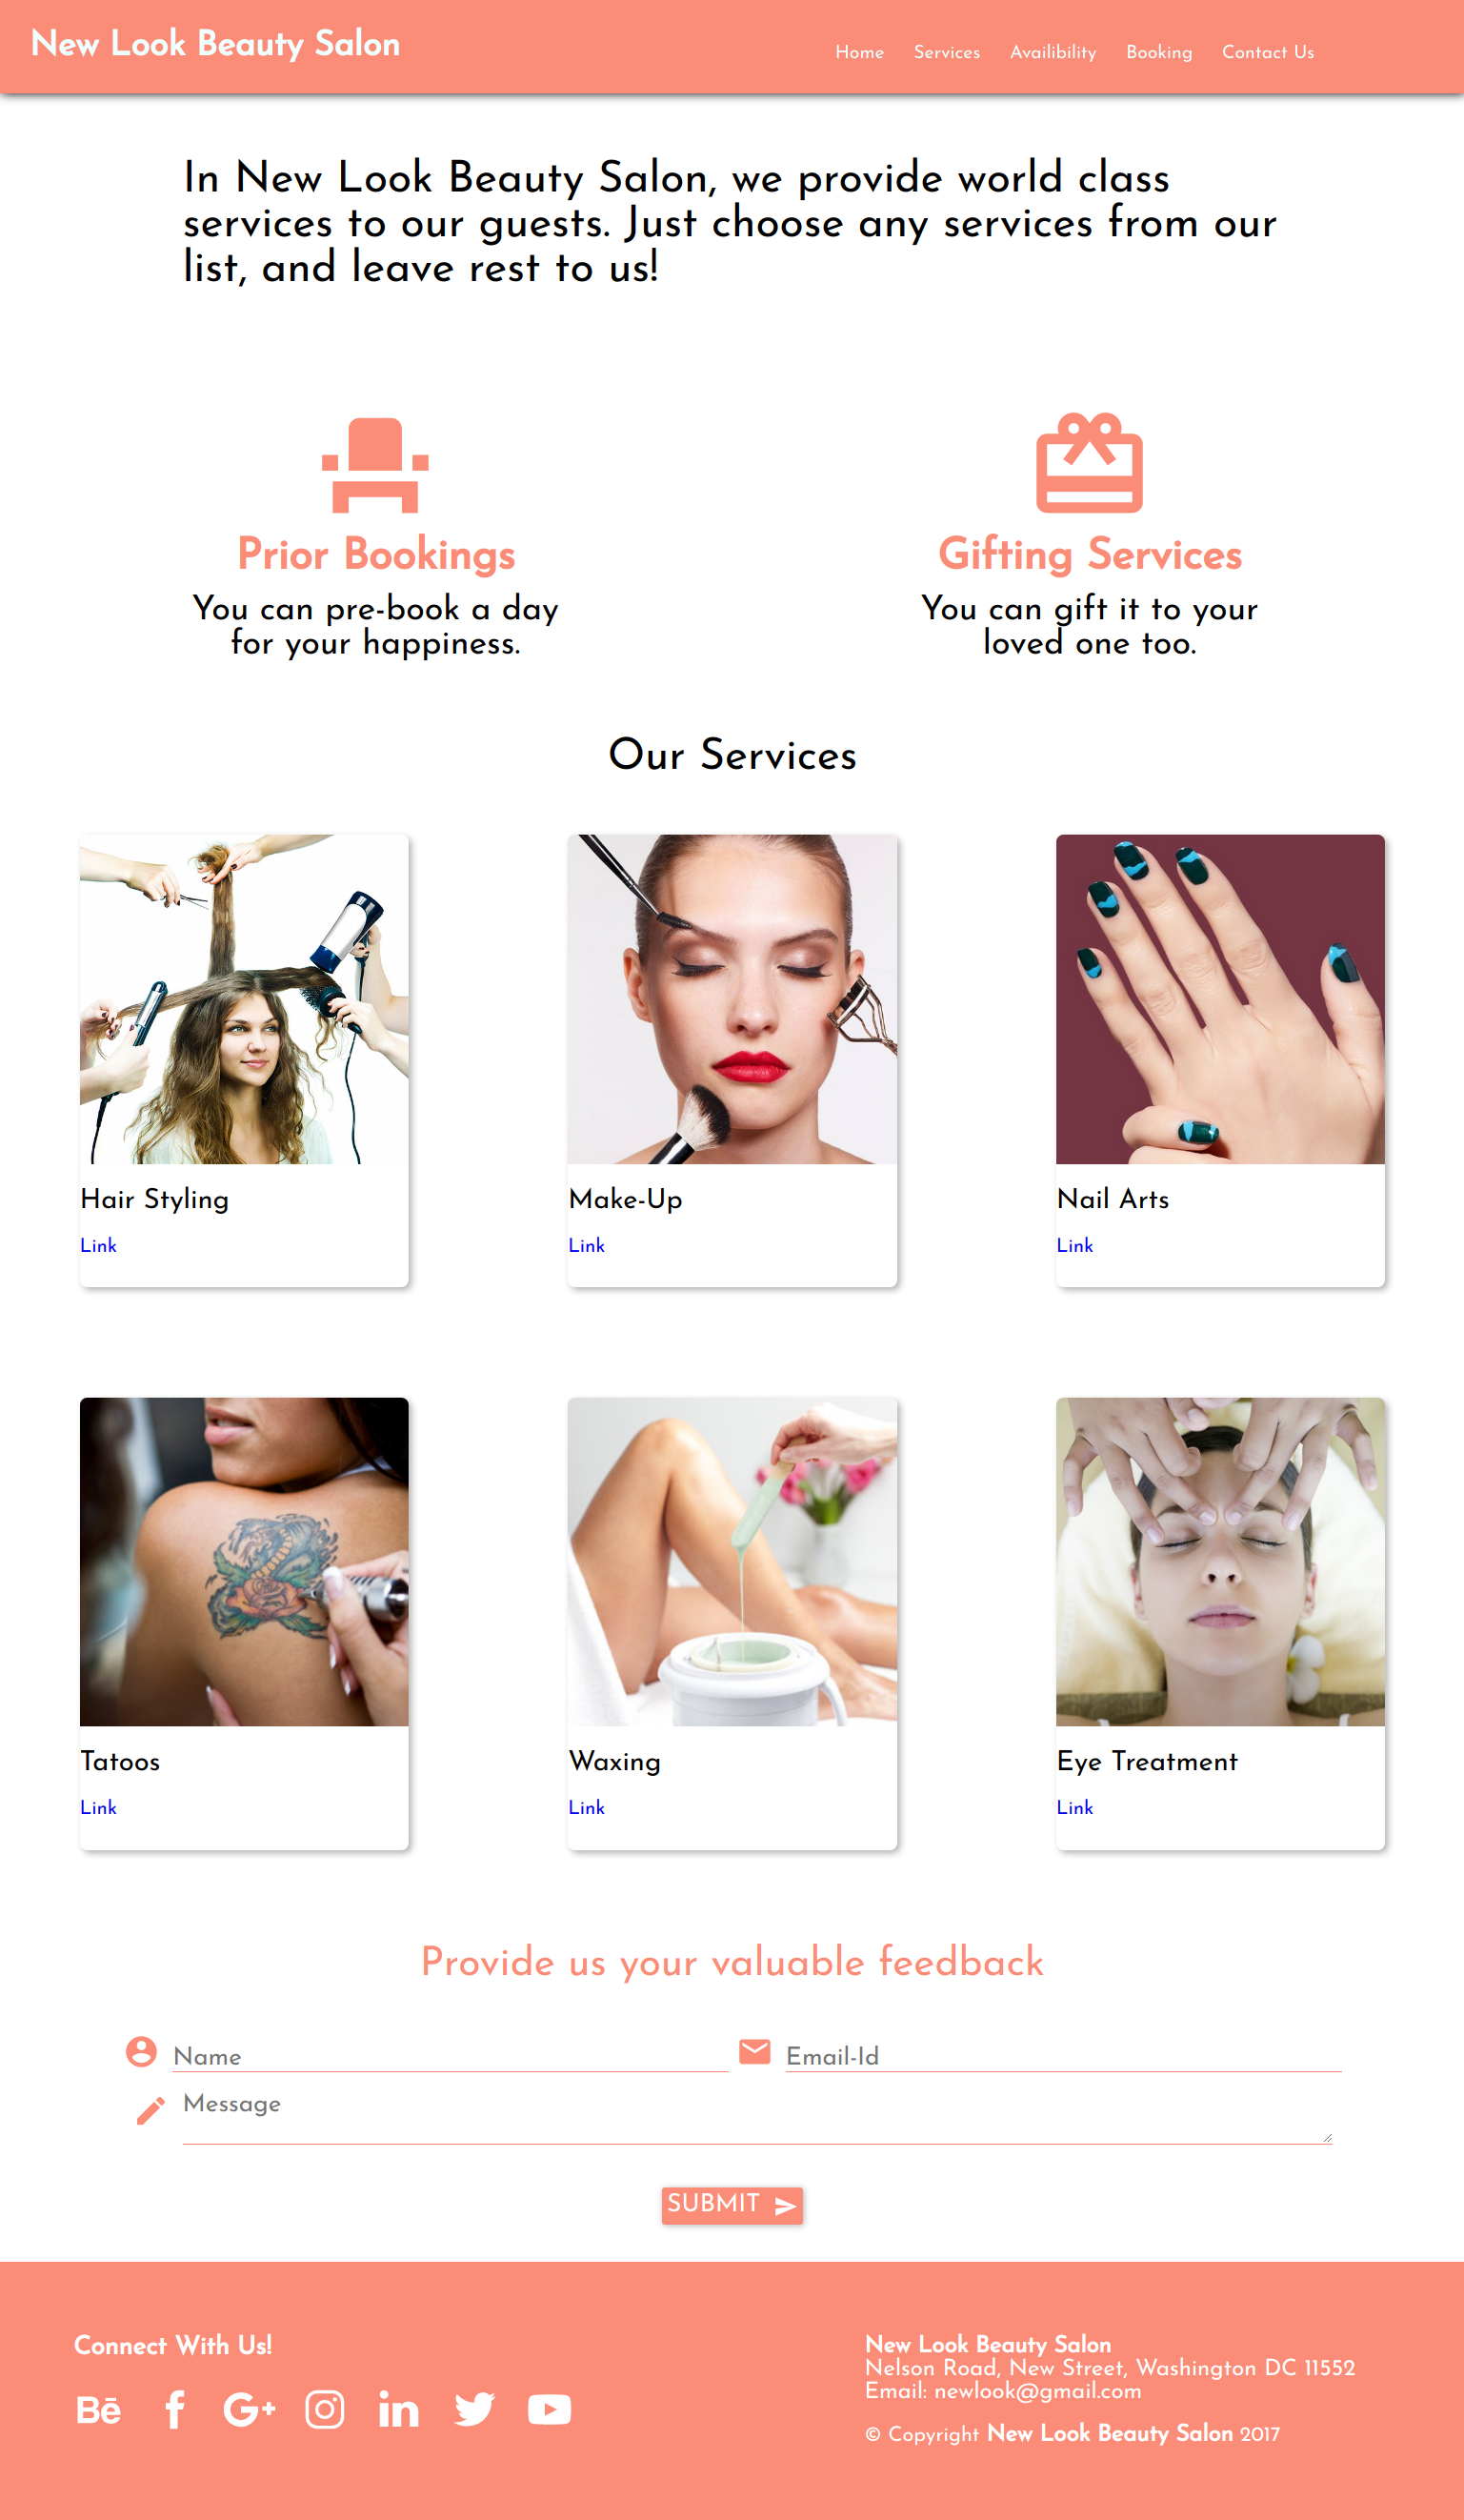 New Look Beauty Salon
Home Services Availibility Booking Contact Us
In New Look Beauty Salon, we provide world class
services to our guests. Just choose any services from our
list, and leave rest to us!
Prior Bookings
You can pre-book a day
for your happiness.
Gifting Services
You can gift it to your
loved one too.
Our Services
Hair Styling
Link
Make-Up
Link
Nail Arts
Link
Tatoos
Link
Waxing
Link
Eye Treatment
Link
Provide us your valuable feedback
Name
Email-Id
Message
SUBMIT
Connect With Us!
New Look Beauty Salon
Nelson Road, New Street, Washington DC 11552
Email: newlook@gmail.com
© Copyright New Look Beauty Salon 2017